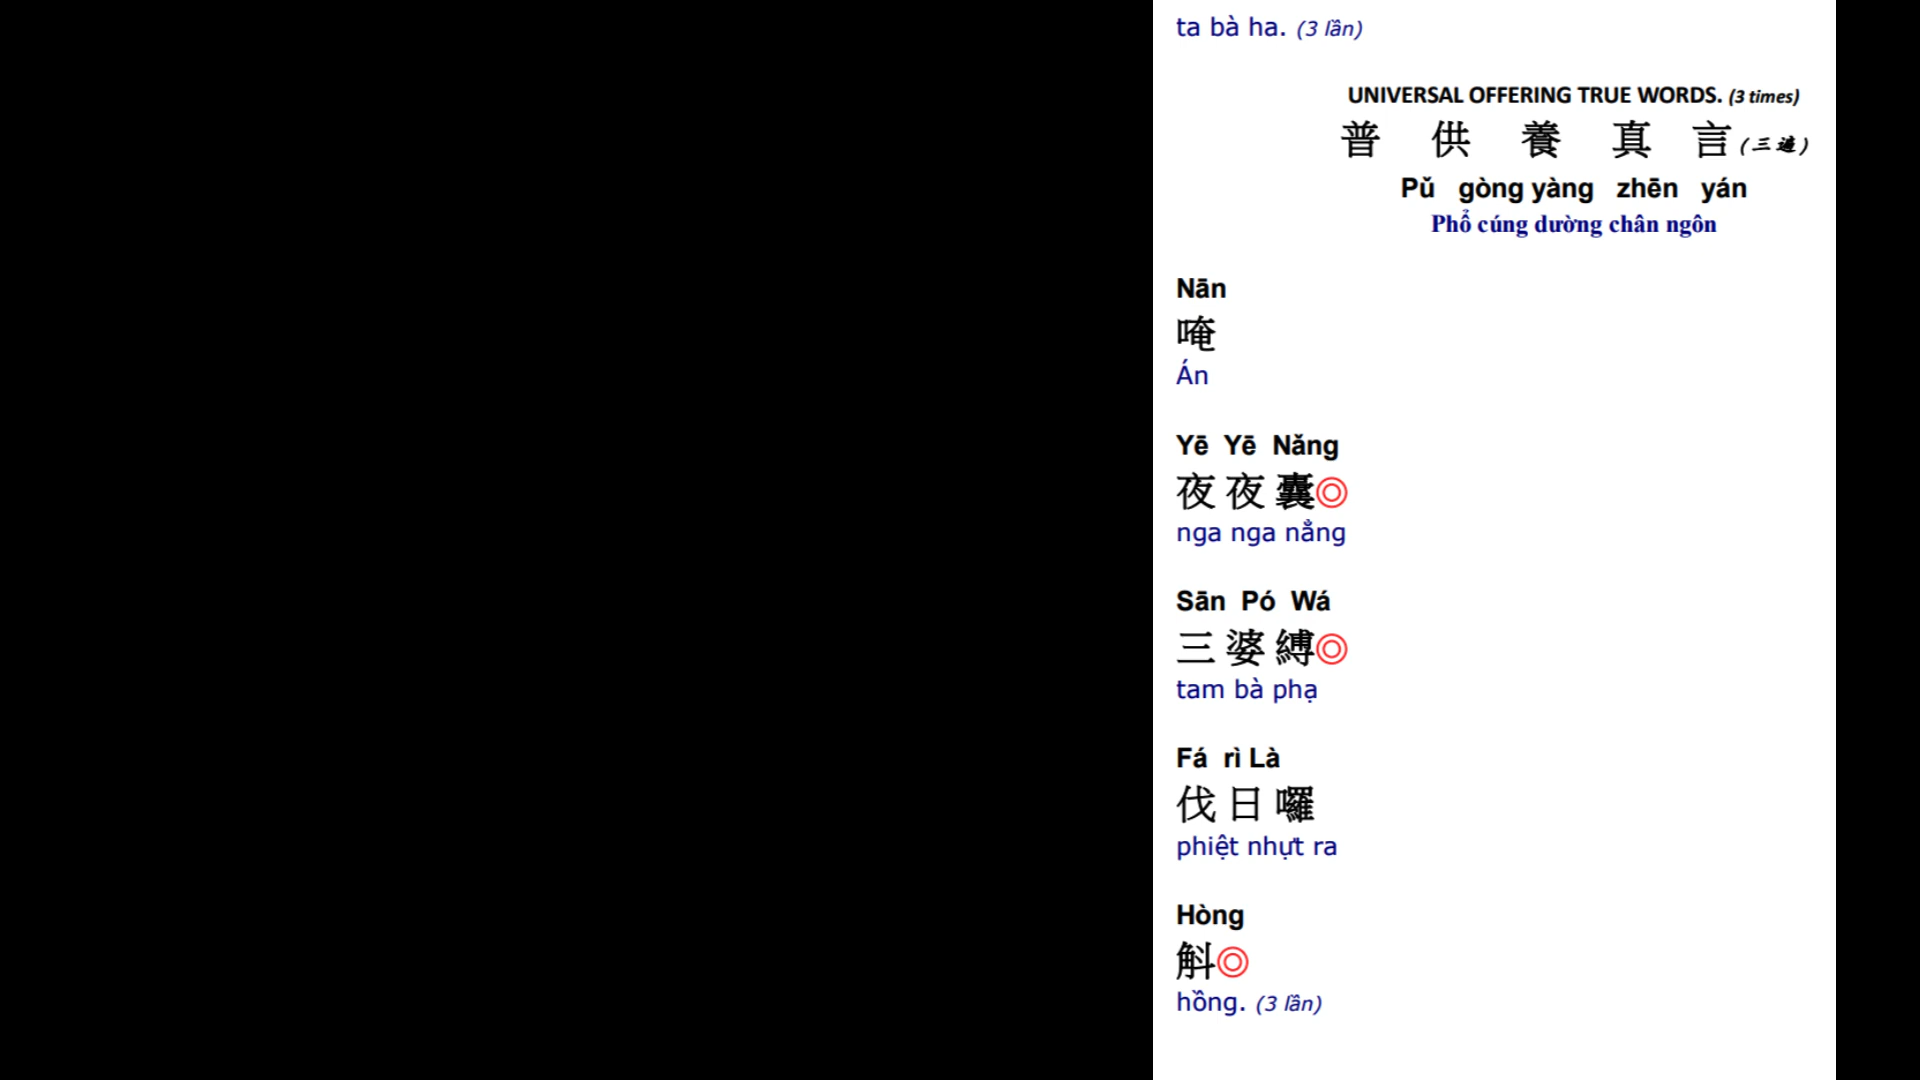 ta bà ha. (3 lần)
UNIVERSAL OFFERING TRUE WORDS. (3 times)
普 供 養 真 言 (三遍)
Pǔ gòng yàng zhēn yán
Phổ cúng dường chân ngôn
Nān
唵
Án
Yē Yē Nǎng
夜 夜 囊◎
nga nga nẳng
Sān Pó Wá
三 婆 縛◎
tam bà phạ
Fá rì Là
伐 日 囉
phiệt nhựt ra
Hòng
斛◎
hồng. (3 lần)